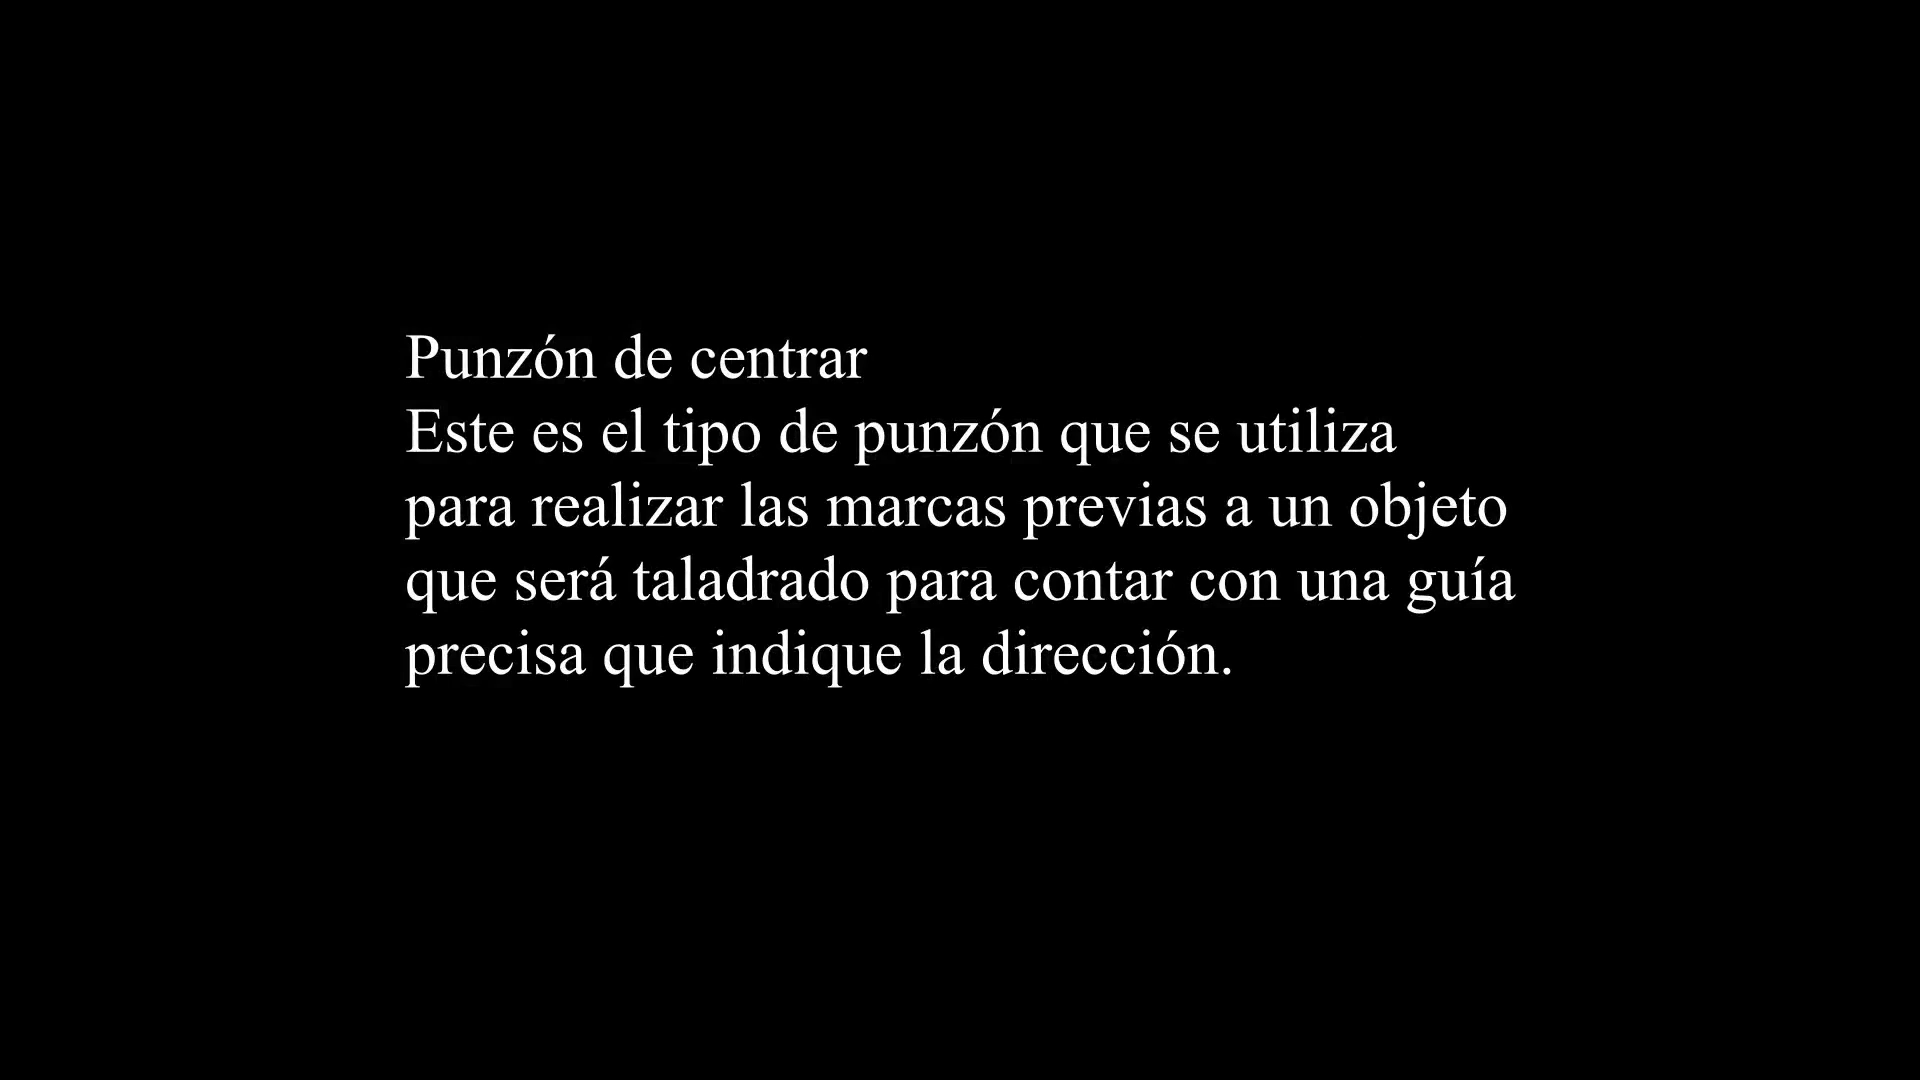 Punzón de centrar
Este es el tipo de punzón que se utiliza
para realizar las marcas previas a un objeto
que será taladrado para contar con una guía
precisa que indique la dirección.